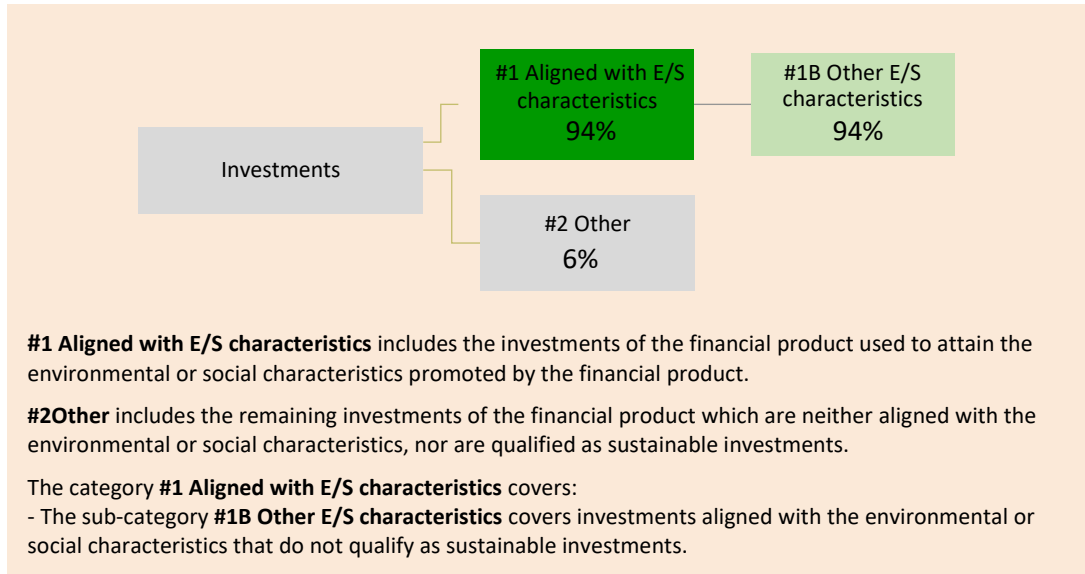 #1 Aligned with E/S
characteristics
94%
#1B Other E/S
characteristics
94%
Investments
#2 Other
6%
#1 Aligned with E/S characteristics includes the investments of the financial product used to attain the
environmental or social characteristics promoted by the financial product.
#2Other includes the remaining investments of the financial product which are neither aligned with the
environmental or social characteristics, nor are qualified as sustainable investments.
The category #1 Aligned with E/S characteristics covers:
- The sub-category #1B Other E/S characteristics covers investments aligned with the environmental or
social characteristics that do not qualify as sustainable investments.